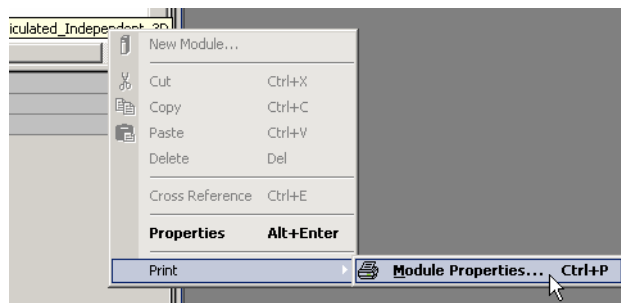 iculated_Independent_3D
New Module...
Cut Ctrl+X
Copy Ctrl+C
Paste Ctrl+V
Delete Del
Cross Reference Ctrl+E
Properties Alt+Enter
Print
Module Properties... Ctrl+P